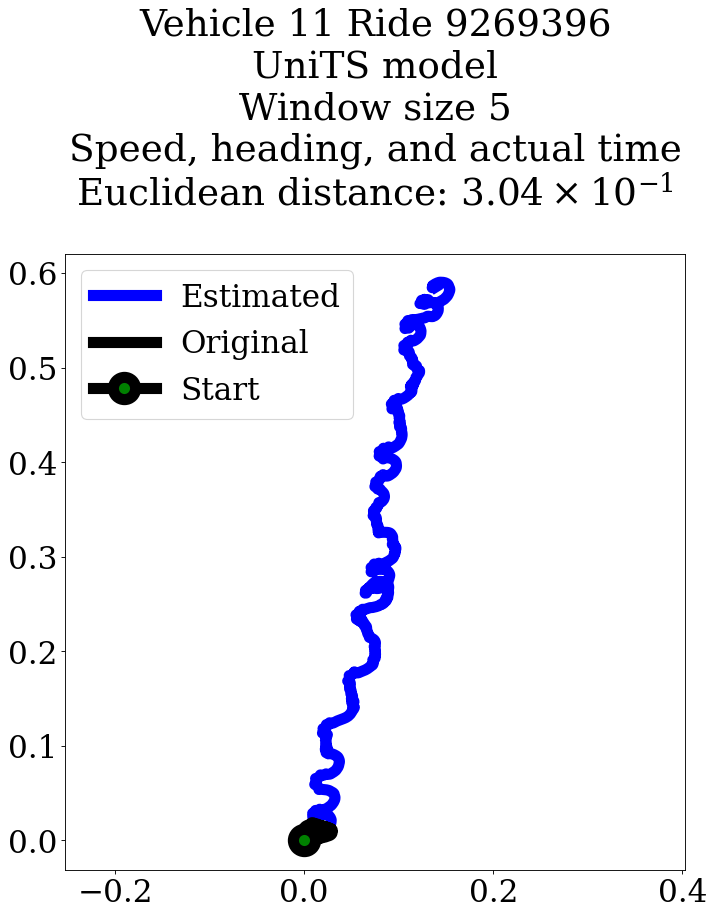 Vehicle 11 Ride 9269396
UniTS model
Window size 5
Speed, heading, and actual time
Euclidean distance: 3.04 × 10⁻¹
Estimated
Original
Start
0.6
0.5
0.4
0.3
0.2
0.1
0.0
−0.2
0.0
0.2
0.4